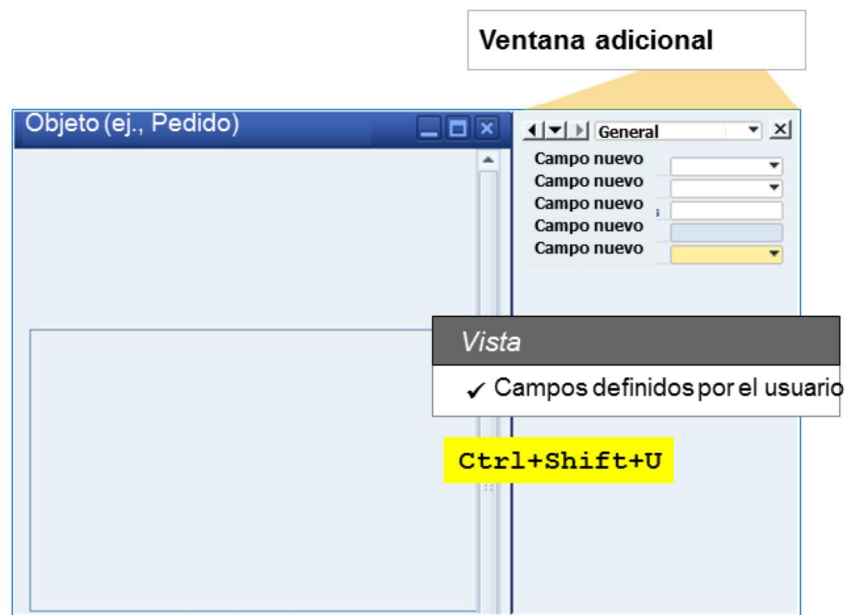 Ventana adicional
Objeto (ej., Pedido)
General
Campo nuevo
Campo nuevo
Campo nuevo
Campo nuevo
Campo nuevo
Vista
✓ Campos definidos por el usuario
Ctrl+Shift+U